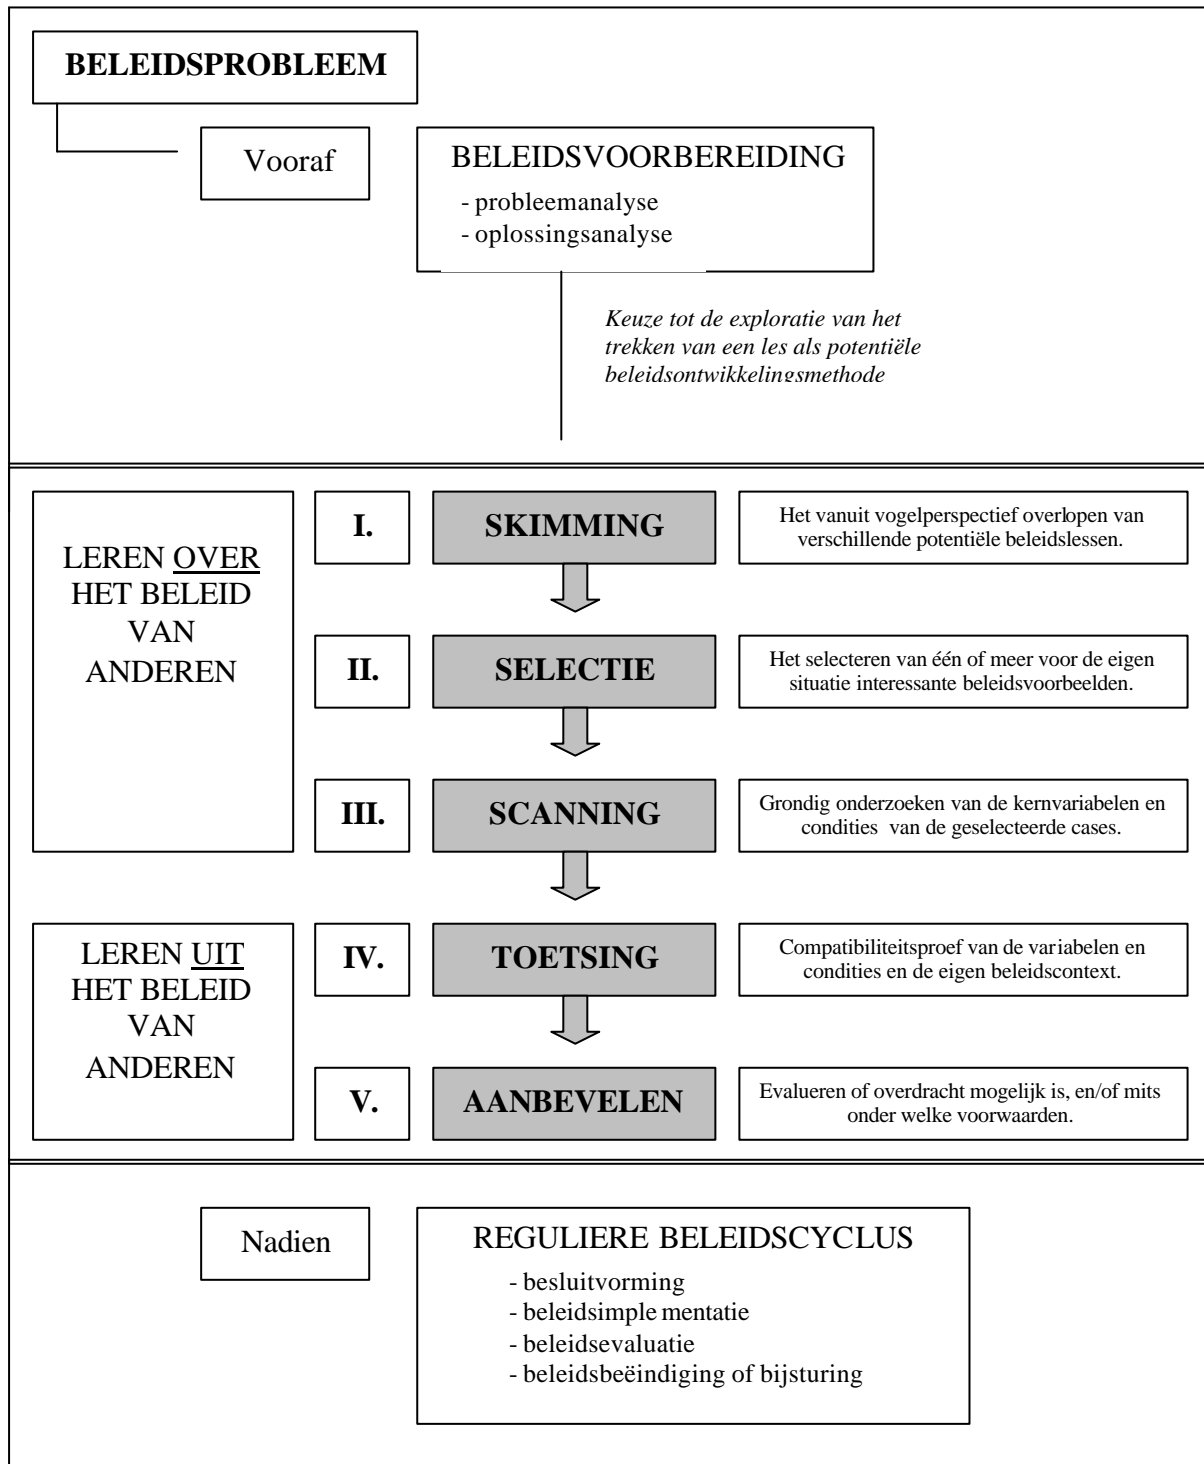 BELEIDSPROBLEEM
Vooraf
BELEIDSVOORBEREIDING
- probleemanalyse
- oplossingsanalyse
Keuze tot de exploratie van het
trekken van een les als potentiële
beleidsontwikkelingsmethode
LEREN OVER
HET BELEID
VAN
ANDEREN
I.
SKIMMING
Het vanuit vogelperspectief overlopen van
verschillende potentiële beleidslessen.
II.
SELECTIE
Het selecteren van één of meer voor de eigen
situatie interessante beleidsvoorbeelden.
III.
SCANNING
Grondig onderzoeken van de kernvariabelen en
condities van de geselecteerde cases.
LEREN UIT
HET BELEID
VAN
ANDEREN
IV.
TOETSING
Compatibiliteitsproef van de variabelen en
condities en de eigen beleidscontext.
V.
AANBEVELEN
Evalueren of overdracht mogelijk is, en/of mits
onder welke voorwaarden.
Nadien
REGULIERE BELEIDSCYCLUS
- besluitvorming
- beleidsimple mentatie
- beleidsevaluatie
- beleidsbeëindiging of bijsturing